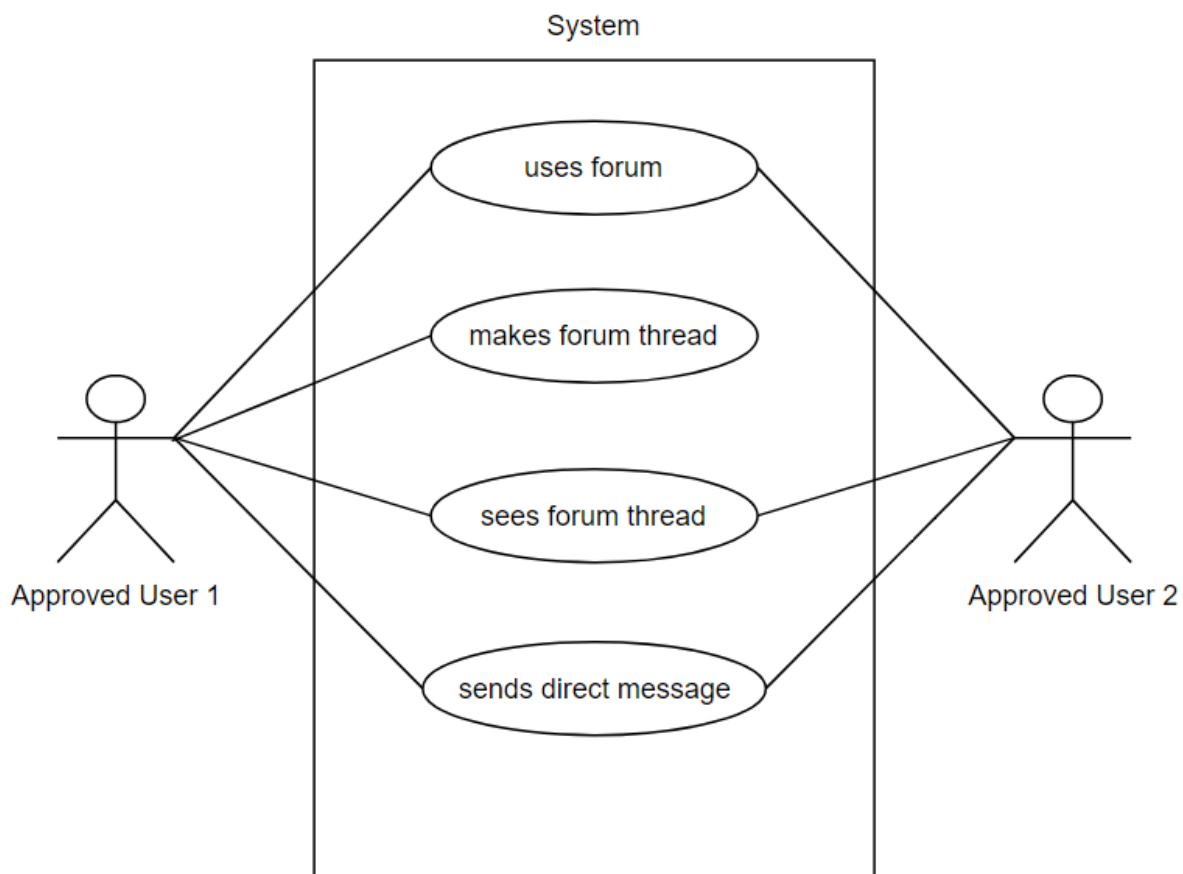 System
uses forum
makes forum thread
sees forum thread
Approved User 1
Approved User 2
sends direct message